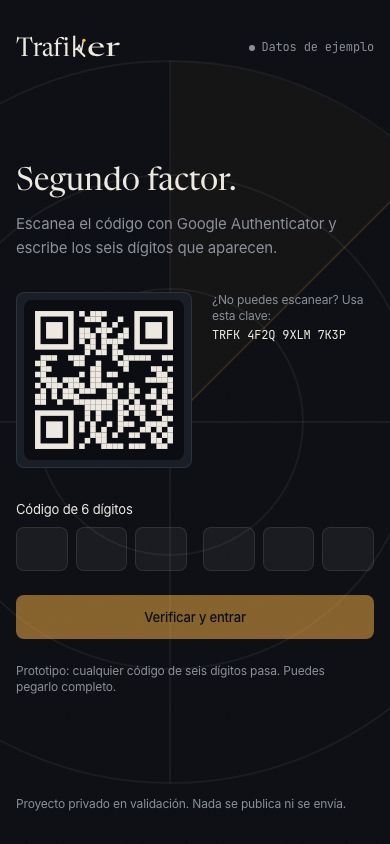 Trafiker
Datos de ejemplo
Segundo factor.
Escanea el código con Google Authenticator y
escribe los seis dígitos que aparecen.
¿No puedes escanear? Usa
esta clave:
TRFK 4F2Q 9XLM 7K3P
Código de 6 dígitos
Verificar y entrar
Prototipo: cualquier código de seis dígitos pasa. Puedes
pegarlo completo.
Proyecto privado en validación. Nada se publica ni se envía.